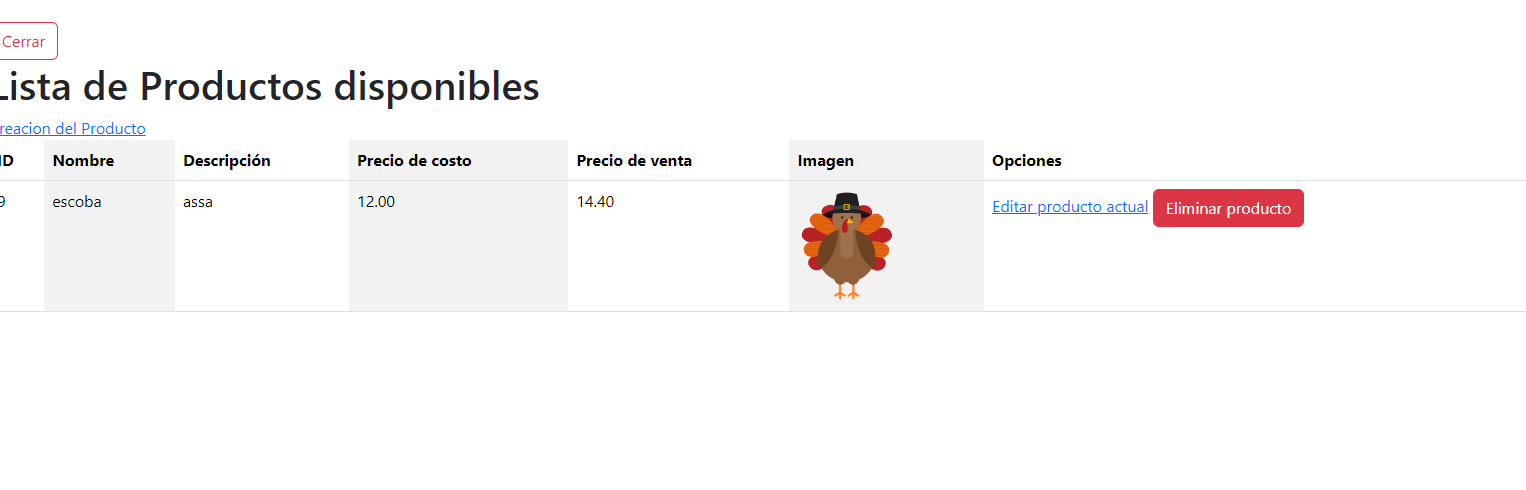 Cerrar
Lista de Productos disponibles
reacion del Producto
ID Nombre Descripción Precio de costo Precio de venta Imagen Opciones
9 escoba assa 12.00 14.40 Editar producto actual Eliminar producto